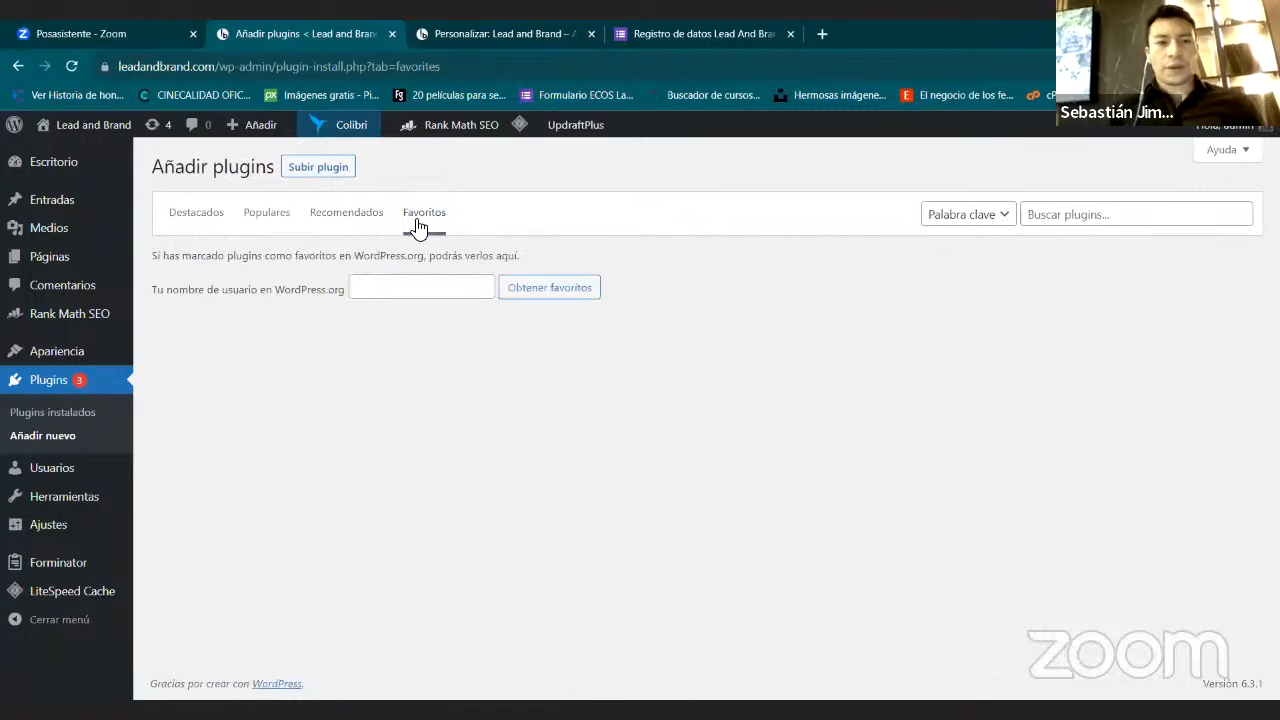 Posasistente - Zoom
Añadir plugins < Lead and Bran
Personalizar: Lead and Brand – A
Registro de datos Lead And Bra
leadandbrand.com/wp-admin/plugin-install.php?tab=favorites
Ver Historia de hon...
CINECALIDAD OFIC...
Imágenes gratis - Pi...
20 películas para se...
Formulario ECOS La...
Buscador de cursos...
Hermosas imágene...
El negocio de los fe...
Sebastián Jim...
Lead and Brand
4
0
Añadir
Colibri
Rank Math SEO
UpdraftPlus
Hola, admin
Ayuda
Escritorio
Entradas
Medios
Páginas
Comentarios
Rank Math SEO
Apariencia
Plugins 3
Plugins instalados
Añadir nuevo
Usuarios
Herramientas
Ajustes
Forminator
LiteSpeed Cache
Cerrar menú
Añadir plugins
Subir plugin
Destacados
Populares
Recomendados
Favoritos
Palabra clave
Buscar plugins...
Si has marcado plugins como favoritos en WordPress.org, podrás verlos aquí.
Tu nombre de usuario en WordPress.org
Obtener favoritos
zoom
Gracias por crear con WordPress.
Versión 6.3.1